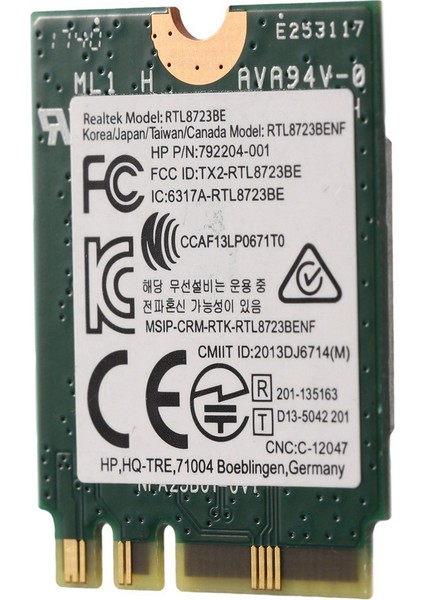 1740
E253117
ML1 H AVA94V-0
Realtek Model: RTL8723BE
Korea/Japan/Taiwan/Canada Model: RTL8723BENF
HP P/N:792204-001
FCC ID:TX2-RTL8723BE
IC:6317A-RTL8723BE
FC
CCAF13LP0671T0
해당 무선설비는 운용 중
전파혼신 가능성이 있음
MSIP-CRM-RTK-RTL8723BENF
CMIIT ID:2013DJ6714(M)
CE
R 201-135163
T D13-5042 201
CNC:C-12047
HP,HQ-TRE,71004 Boeblingen,Germany